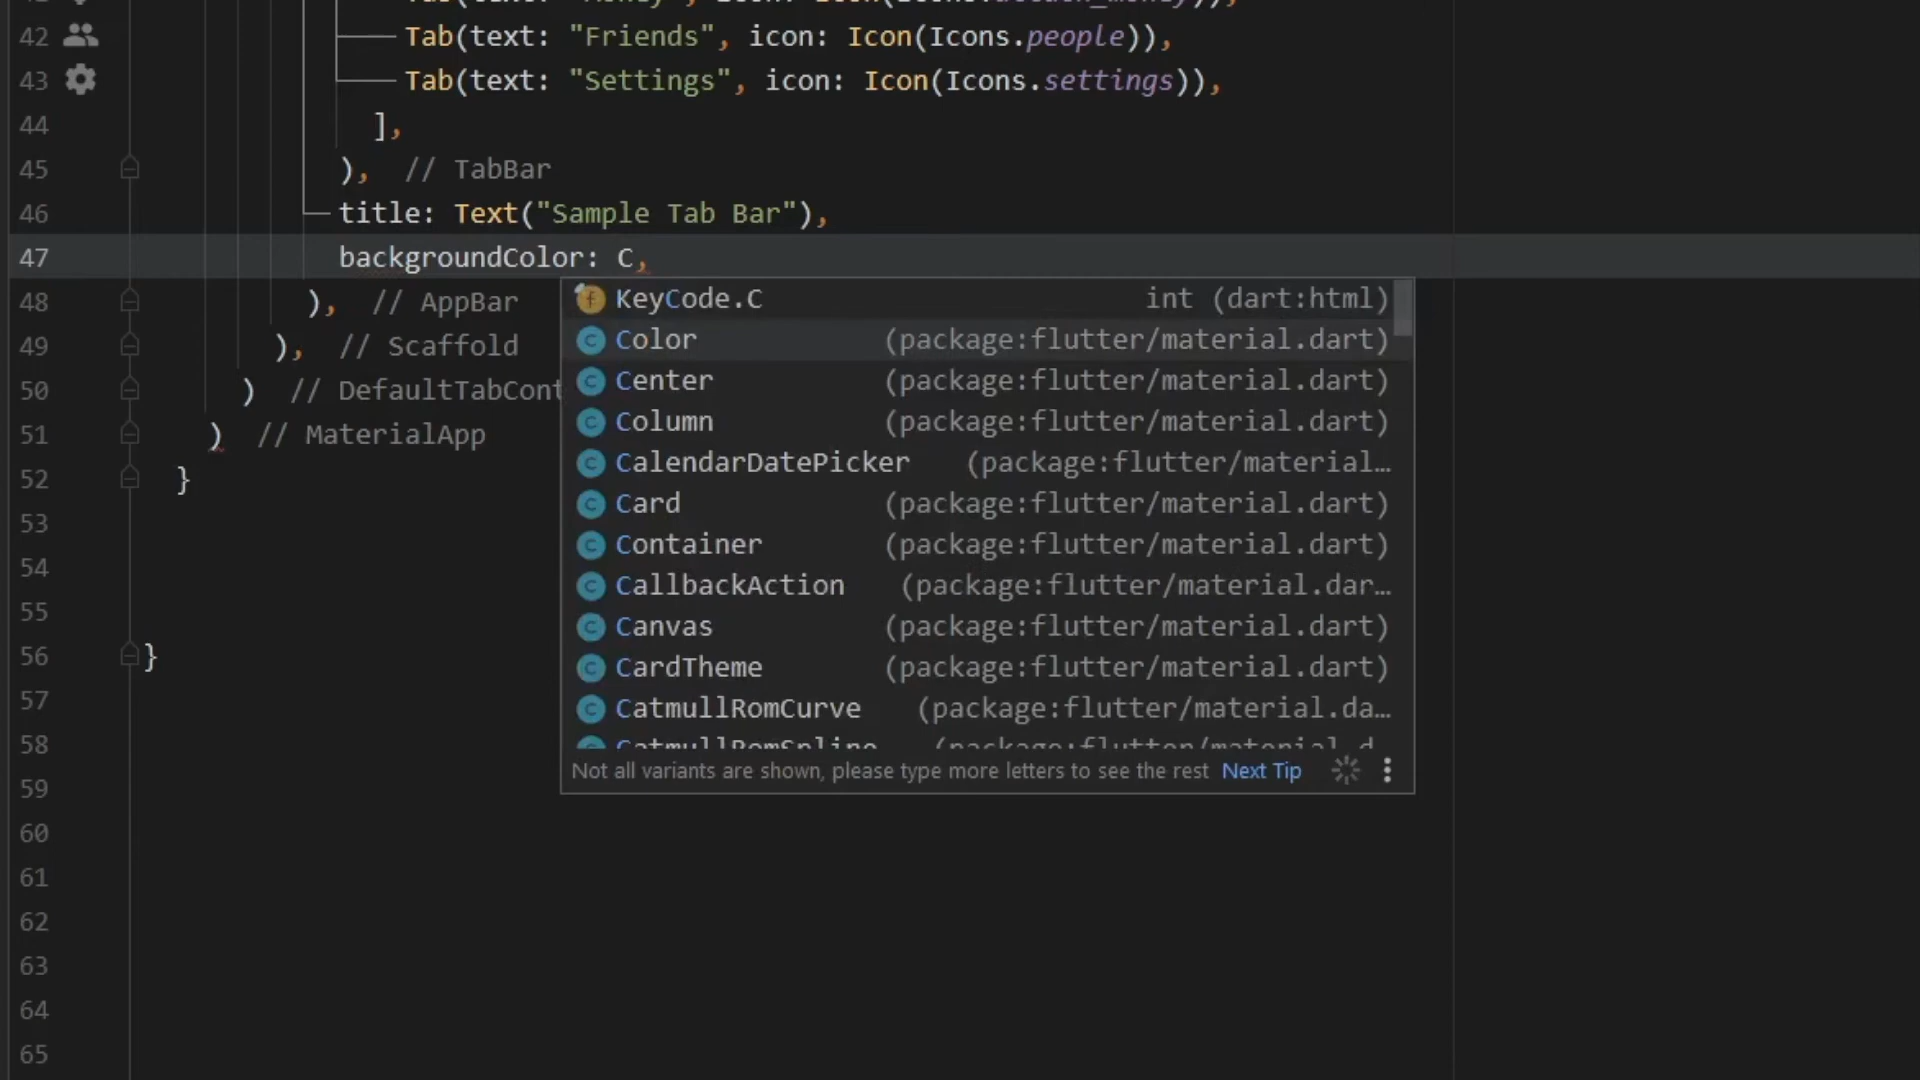 42 Tab(text: "Friends", icon: Icon(Icons.people)),
43 Tab(text: "Settings", icon: Icon(Icons.settings)),
44 ],
45 ), // TabBar
46 title: Text("Sample Tab Bar"),
47 backgroundColor: C,
48 ), // AppBar
49 ), // Scaffold
50 ) // DefaultTabCont
51 ) // MaterialApp
52 }
53
54
55
56 }
57
58
59
60
61
62
63
64
65
KeyCode.C int (dart:html)
Color (package:flutter/material.dart)
Center (package:flutter/material.dart)
Column (package:flutter/material.dart)
CalendarDatePicker (package:flutter/material…
Card (package:flutter/material.dart)
Container (package:flutter/material.dart)
CallbackAction (package:flutter/material.dar…
Canvas (package:flutter/material.dart)
CardTheme (package:flutter/material.dart)
CatmullRomCurve (package:flutter/material.da…
CatmullRomSpline (package:flutter/material.d
Not all variants are shown, please type more letters to see the rest Next Tip